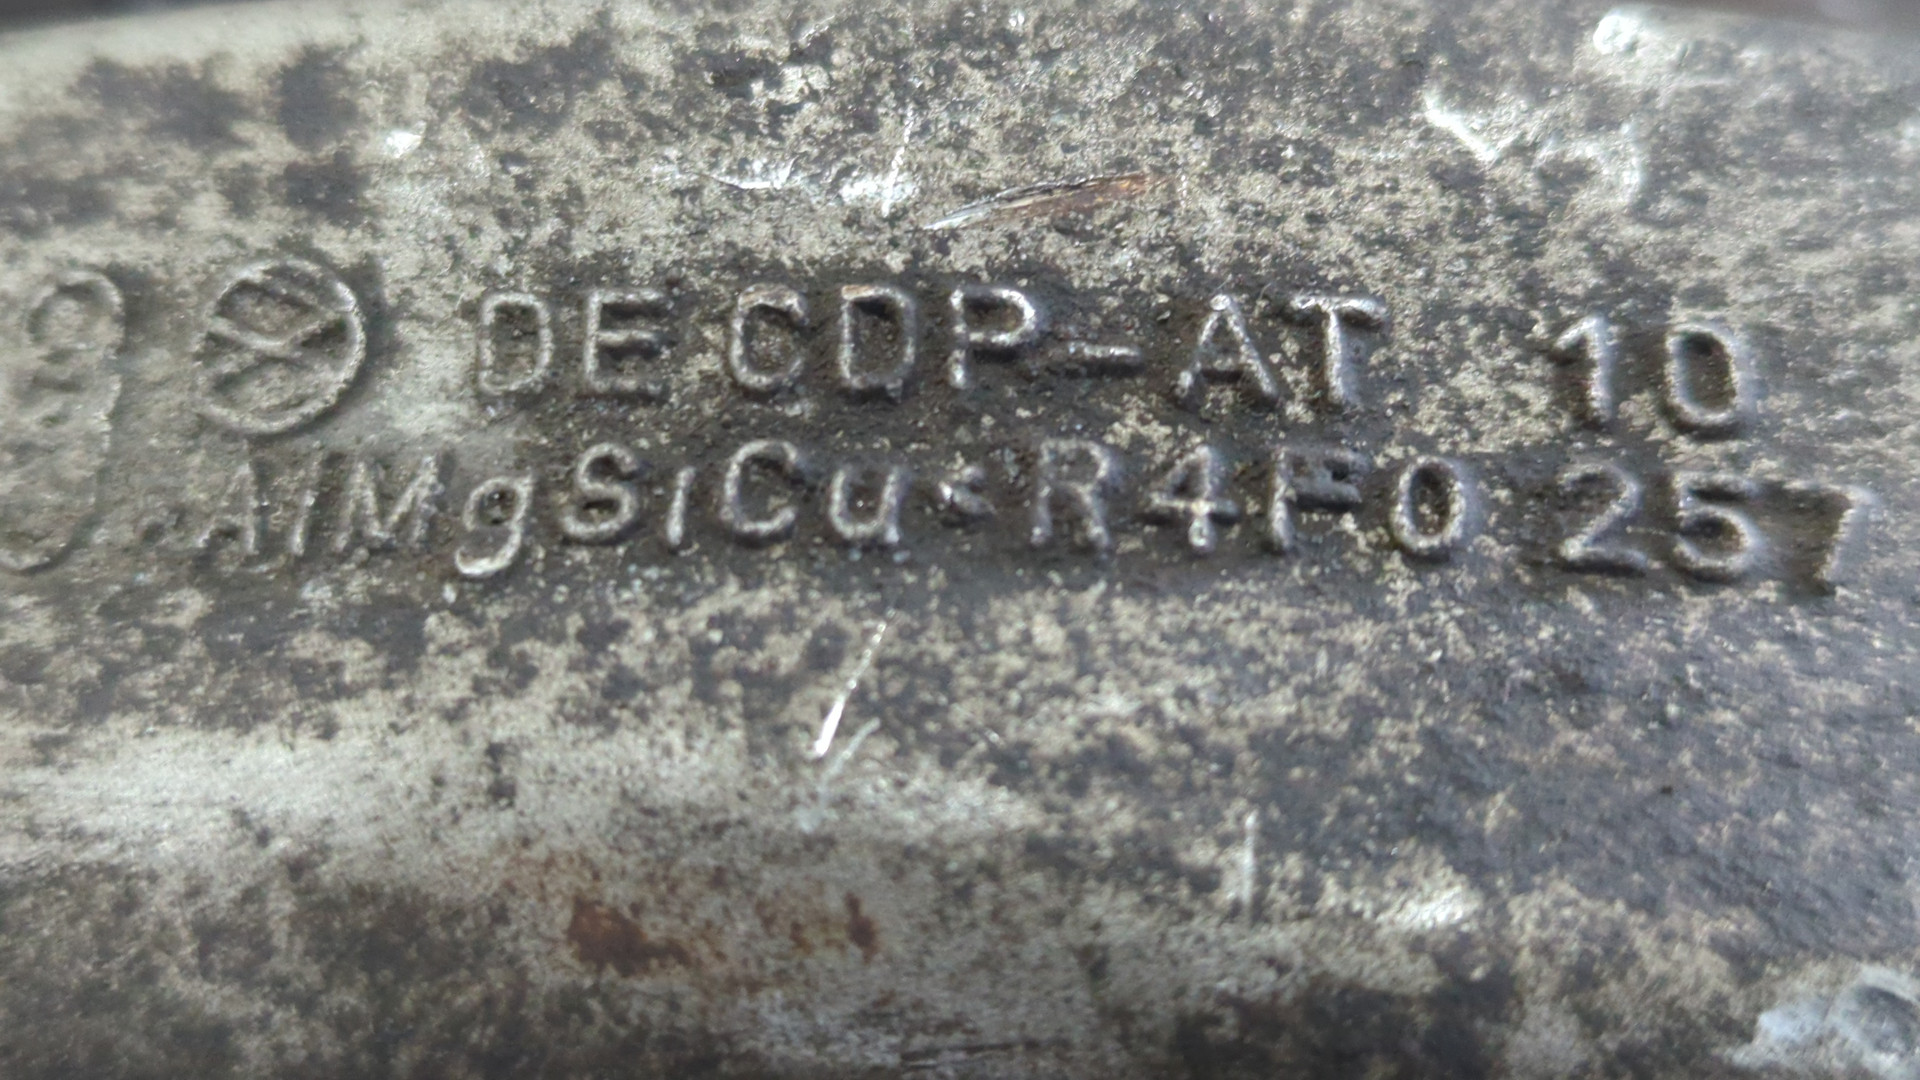 DE CDP-AT 10
AlMgSiCu R4F0 257